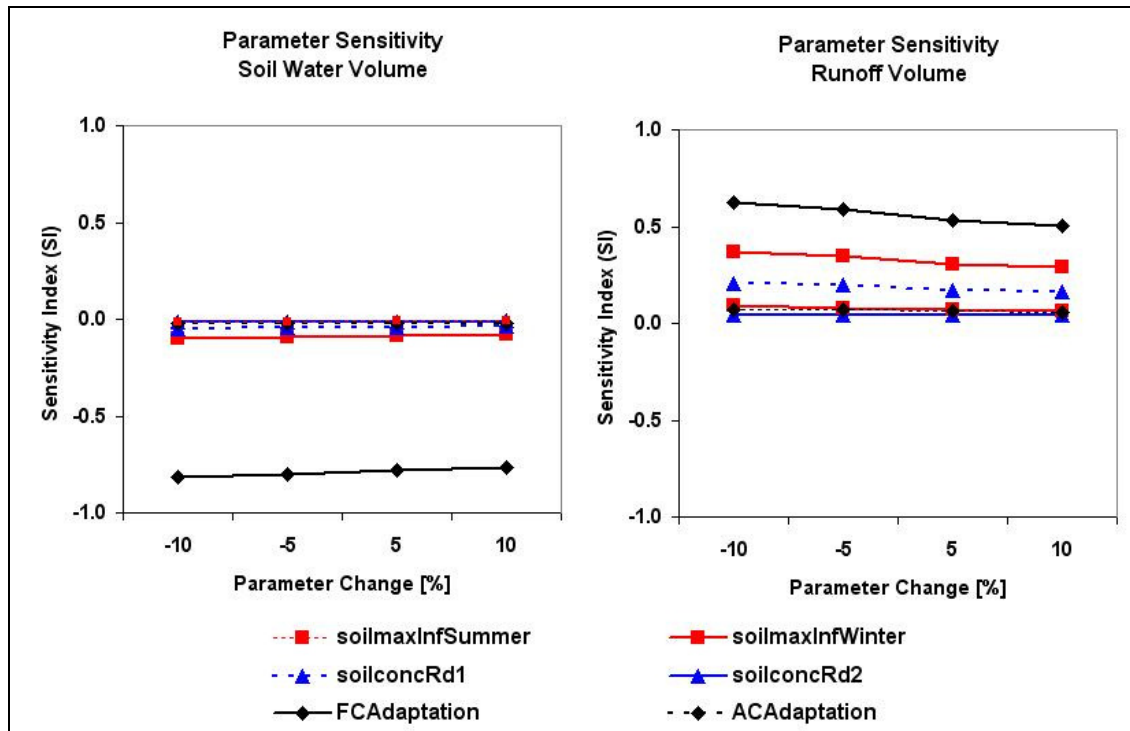 Parameter Sensitivity
Soil Water Volume
1.0
0.5
0.0
-0.5
-1.0
Sensitivity Index (SI)
-10 -5 5 10
Parameter Change [%]
Parameter Sensitivity
Runoff Volume
1.0
0.5
0.0
-0.5
-1.0
Sensitivity Index (SI)
-10 -5 5 10
Parameter Change [%]
soilmaxInfSummer soilmaxInfWinter
soilconcRd1 soilconcRd2
FCAdaptation ACAdaptation